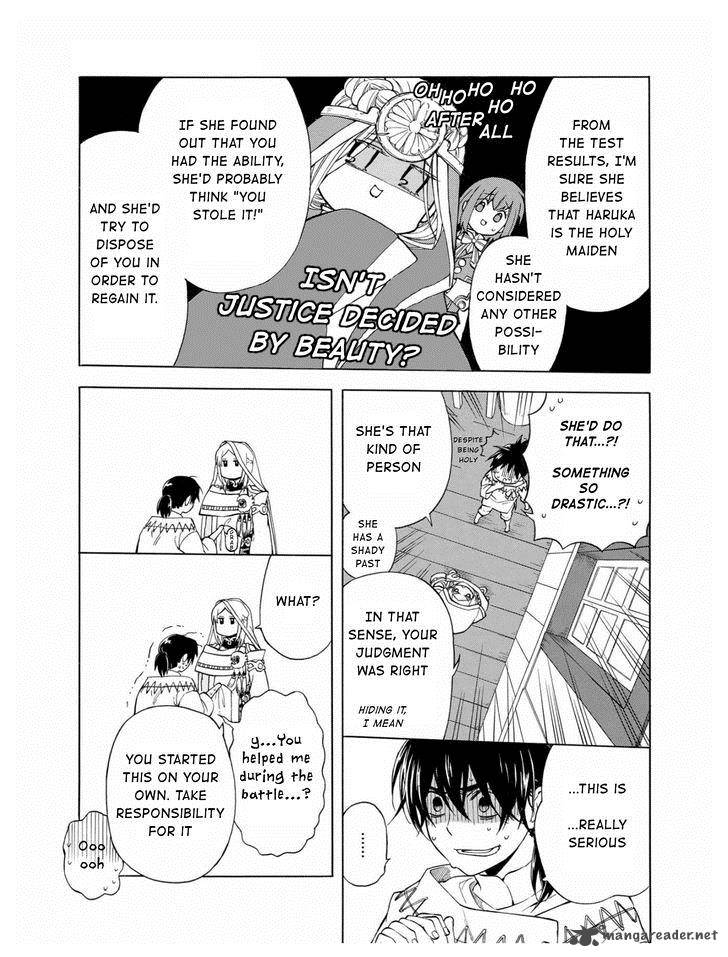 FROM
THE TEST
RESULTS, I'M
SURE SHE
BELIEVES
THAT HARUKA
IS THE HOLY
MAIDEN
SHE
HASN'T
CONSIDERED
ANY OTHER
POSSI-
BILITY
OH HO HO HO HO
AFTER ALL
ISN'T
JUSTICE DECIDED
BY BEAUTY?
IF SHE FOUND
OUT THAT YOU
HAD THE ABILITY,
SHE'D PROBABLY
THINK "YOU
STOLE IT!"
AND SHE'D
TRY TO
DISPOSE
OF YOU IN
ORDER TO
REGAIN IT.
SHE'D DO
THAT...?!
SOMETHING
SO
DRASTIC...?!
DESPITE
BEING
HOLY
SHE'S THAT
KIND OF
PERSON
SHE
HAS A
SHADY
PAST
IN THAT
SENSE, YOUR
JUDGMENT
WAS RIGHT
HIDING IT,
I MEAN
...THIS IS
...REALLY
SERIOUS
......
GRAB
WHAT?
y...You
helped me
during the
battle...?
YOU STARTED
THIS ON YOUR
OWN. TAKE
RESPONSIBILITY
FOR IT
Ooo
ooh
mangareader.net